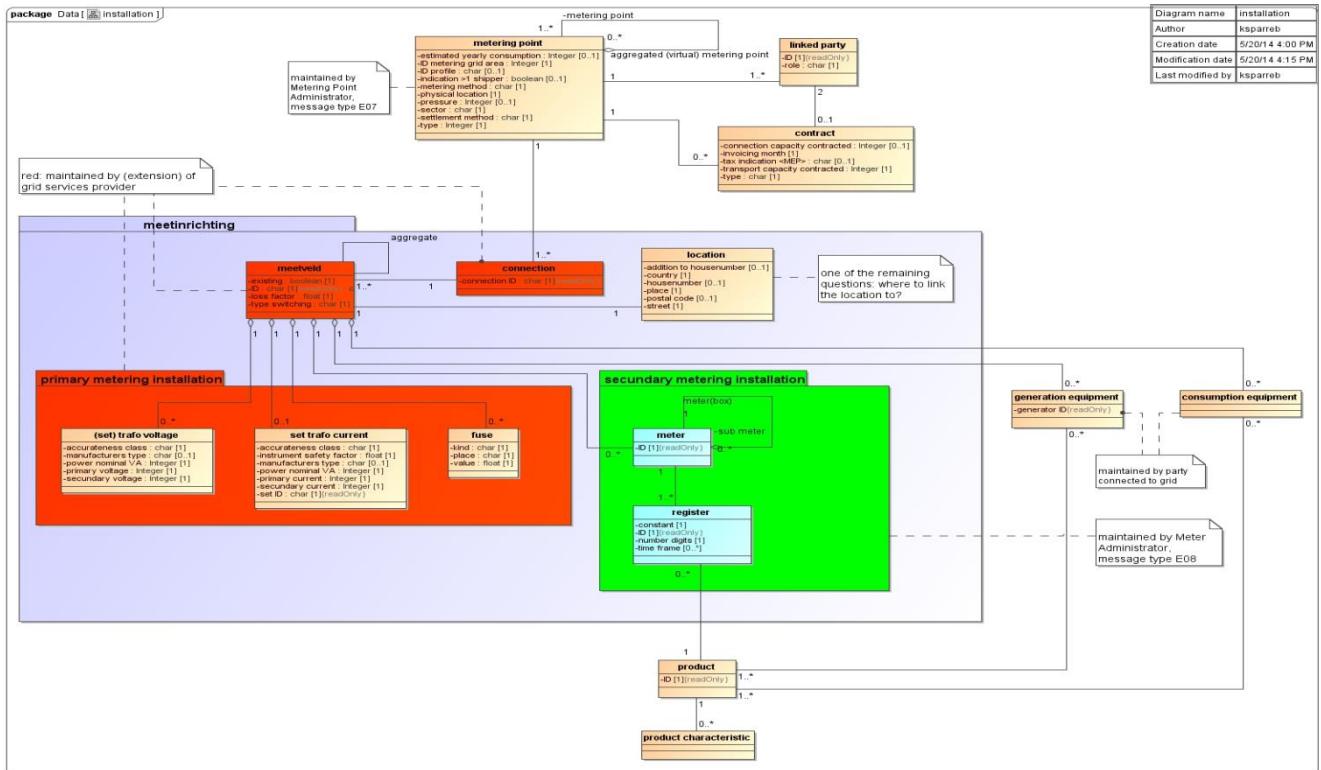 package Data [ installation ]
Diagram name installation
Author ksparreb
Creation date 5/20/14 4:00 PM
Modification date 5/20/14 4:15 PM
Last modified by ksparreb
-metering point
1..*
0..*
aggregated (virtual) metering point
metering point
-estimated yearly consumption : Integer [0..1]
-ID metering grid area : Integer [1]
-ID profile : char [0..1]
-indication >1 shipper : boolean [0..1]
-metering method : char [1]
-physical location [1]
-pressure : Integer [0..1]
-sector : char [1]
-settlement method : char [1]
-type : Integer [1]
maintained by
Metering Point
Administrator,
message type E07
1
1..*
linked party
-ID [1]{readOnly}
-role : char [1]
2
0..1
1
0..*
contract
-connection capacity contracted : Integer [0..1]
-invoicing month [1]
-tax indication <MEP> : char [0..1]
-transport capacity contracted : Integer [1]
-type : char [1]
1
1..*
red: maintained by (extension) of
grid services provider
meetinrichting
aggregate
meetveld
-existing : boolean [1]
-ID : char [1]
-loss factor : float [1]
-type switching : char [1]
1..*
1
connection
-connection ID : char [1]
1
1
location
-addition to housenumber [0..1]
-country [1]
-housenumber [1]
-place [1]
-postal code [0..1]
-street [1]
one of the remaining
questions: where to link
the location to?
1
1
1
1
1
1
primary metering installation
0..*
0..1
0..*
(set) trafo voltage
-accurateness class : char [1]
-manufacturers type : char [0..1]
-power nominal VA : Integer [1]
-primary voltage : Integer [1]
-secundary voltage : Integer [1]
set trafo current
-accurateness class : char [1]
-instrument safety factor : float [1]
-manufacturers type : char [0..1]
-power nominal VA : Integer [1]
-primary current : Integer [1]
-secundary current : Integer [1]
-set ID : char [1]{readOnly}
fuse
-kind : char [1]
-place : char [1]
-value : float [1]
secundary metering installation
meter(box)
1
-sub meter
0..*
0..*
meter
-ID [1]{readOnly}
1
1..*
register
-constant [1]
-ID [1]{readOnly}
-number digits [1]
-time frame [0..*]
0..*
0..*
generation equipment
-generator ID{readOnly}
0..*
0..*
consumption equipment
0..*
maintained by party
connected to grid
maintained by Meter
Administrator,
message type E08
1
product
-ID [1]{readOnly}
1..*
1..*
1
0..*
product characteristic